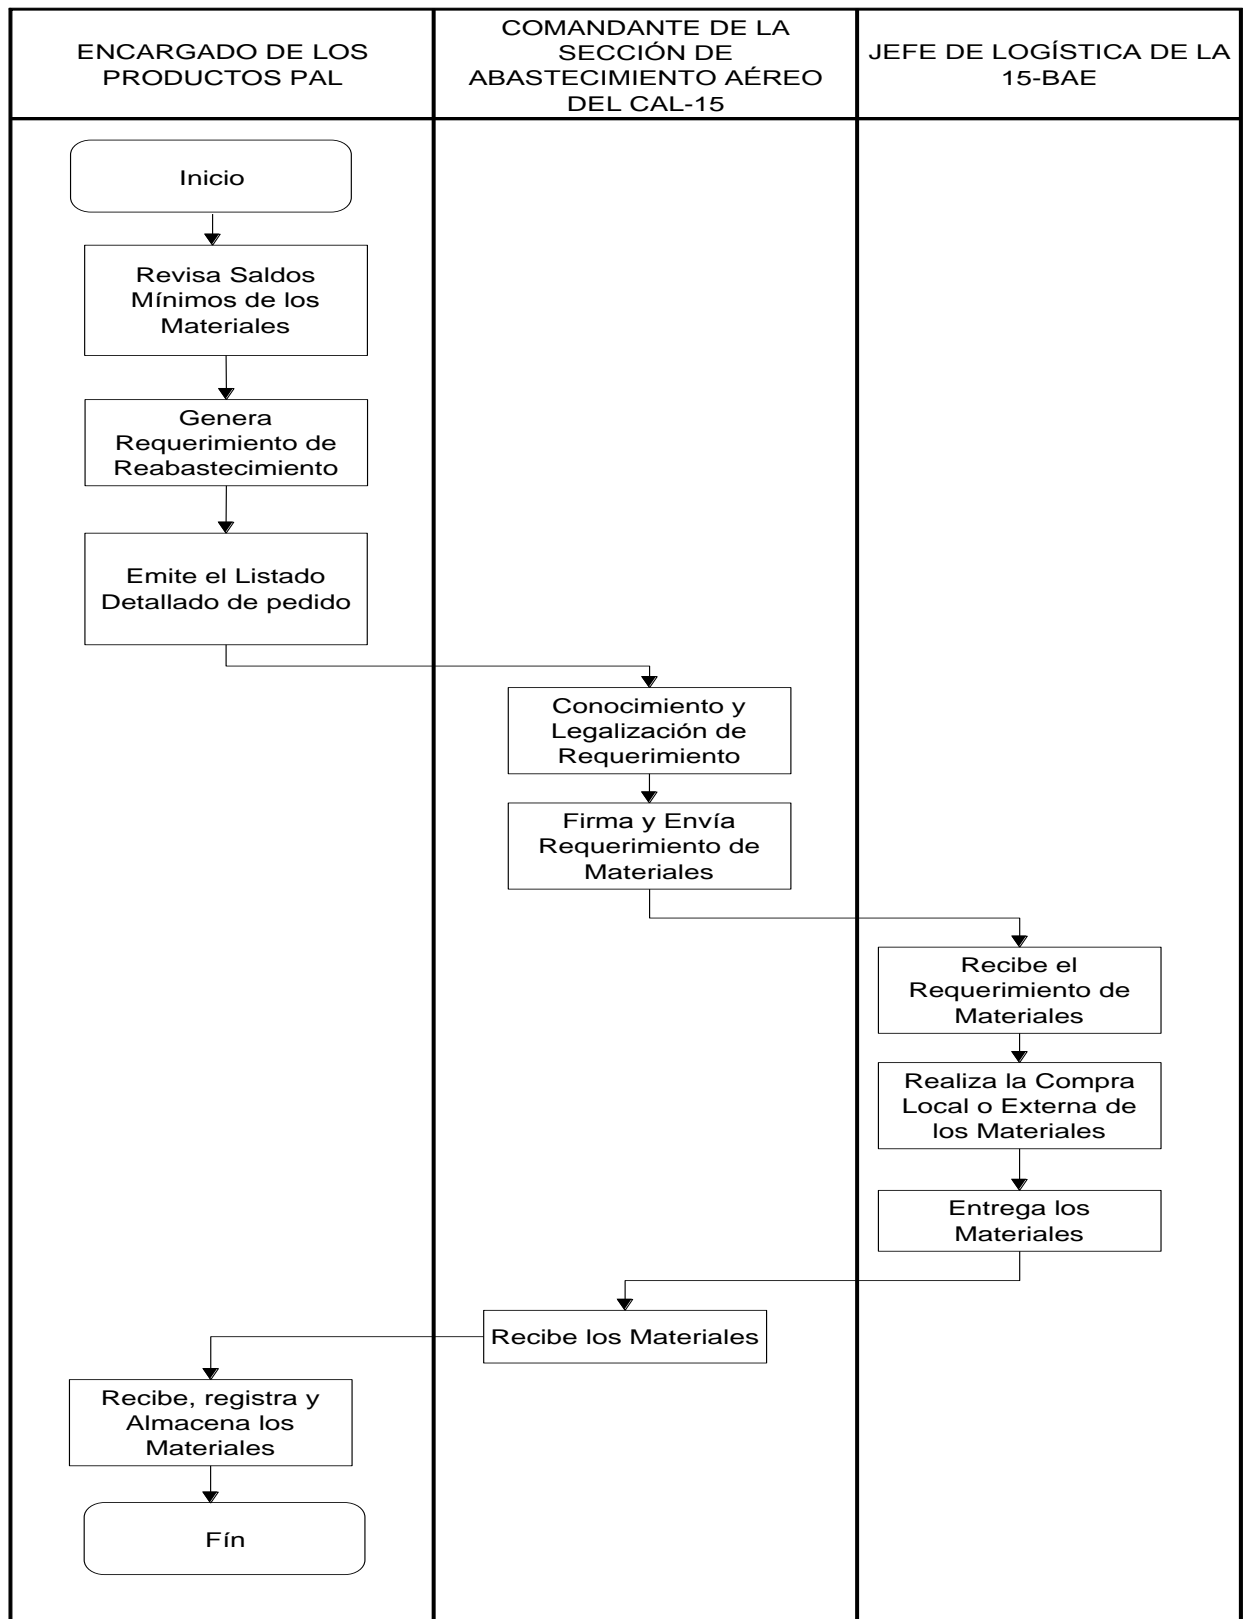 ENCARGADO DE LOS
PRODUCTOS PAL
COMANDANTE DE LA
SECCIÓN DE
ABASTECIMIENTO AÉREO
DEL CAL-15
JEFE DE LOGÍSTICA DE LA
15-BAE
Inicio
Revisa Saldos
Mínimos de los
Materiales
Genera
Requerimiento de
Reabastecimiento
Emite el Listado
Detallado de pedido
Conocimiento y
Legalización de
Requerimiento
Firma y Envía
Requerimiento de
Materiales
Recibe el
Requerimiento de
Materiales
Realiza la Compra
Local o Externa de
los Materiales
Entrega los
Materiales
Recibe los Materiales
Recibe, registra y
Almacena los
Materiales
Fín